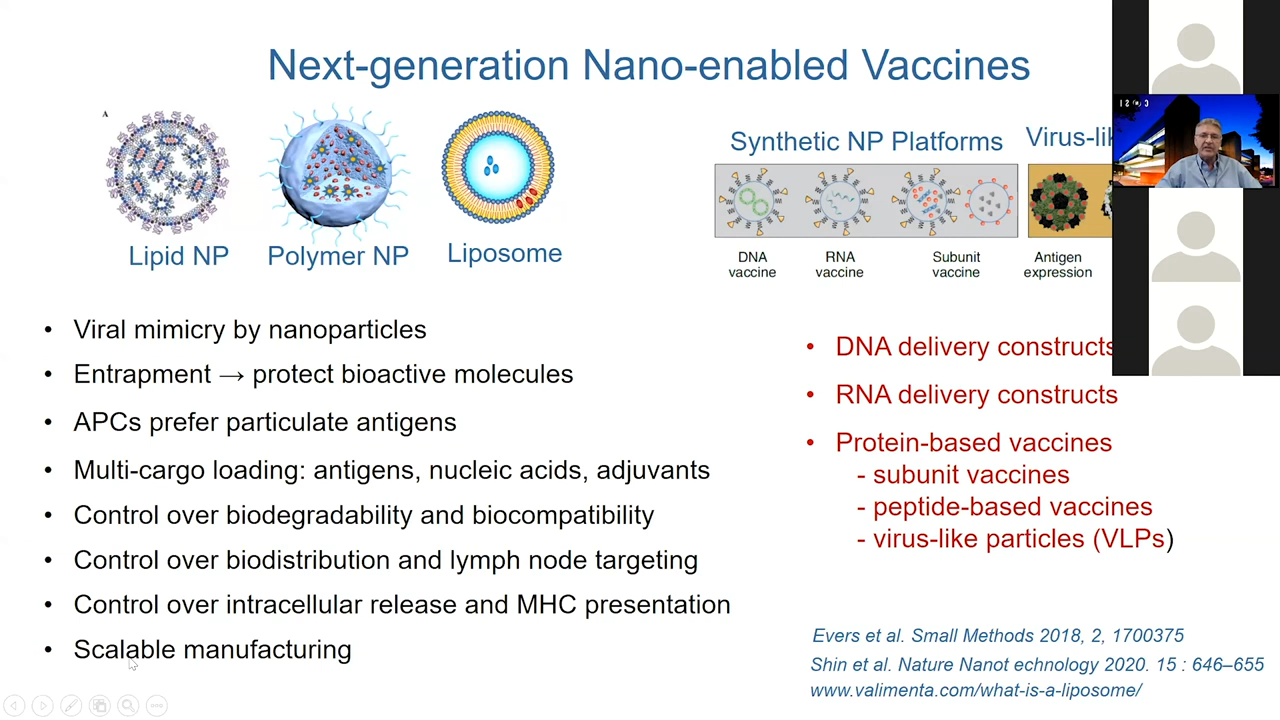 Next-generation Nano-enabled Vaccines
A
Lipid NP
Polymer NP
Liposome
Synthetic NP Platforms
DNA
vaccine
RNA
vaccine
Subunit
vaccine
Antigen
expression
• Viral mimicry by nanoparticles
• Entrapment → protect bioactive molecules
• APCs prefer particulate antigens
• Multi-cargo loading: antigens, nucleic acids, adjuvants
• Control over biodegradability and biocompatibility
• Control over biodistribution and lymph node targeting
• Control over intracellular release and MHC presentation
• Scalable manufacturing
• DNA delivery constructs
• RNA delivery constructs
• Protein-based vaccines
- subunit vaccines
- peptide-based vaccines
- virus-like particles (VLPs)
Evers et al. Small Methods 2018, 2, 1700375
Shin et al. Nature Nanot echnology 2020. 15 : 646–655
www.valimenta.com/what-is-a-liposome/